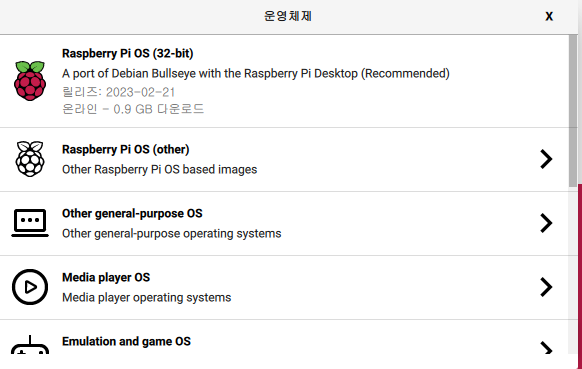 운영체제
X
Raspberry Pi OS (32-bit)
A port of Debian Bullseye with the Raspberry Pi Desktop (Recommended)
릴리즈: 2023-02-21
온라인 - 0.9 GB 다운로드
Raspberry Pi OS (other)
Other Raspberry Pi OS based images
Other general-purpose OS
Other general-purpose operating systems
Media player OS
Media player operating systems
Emulation and game OS